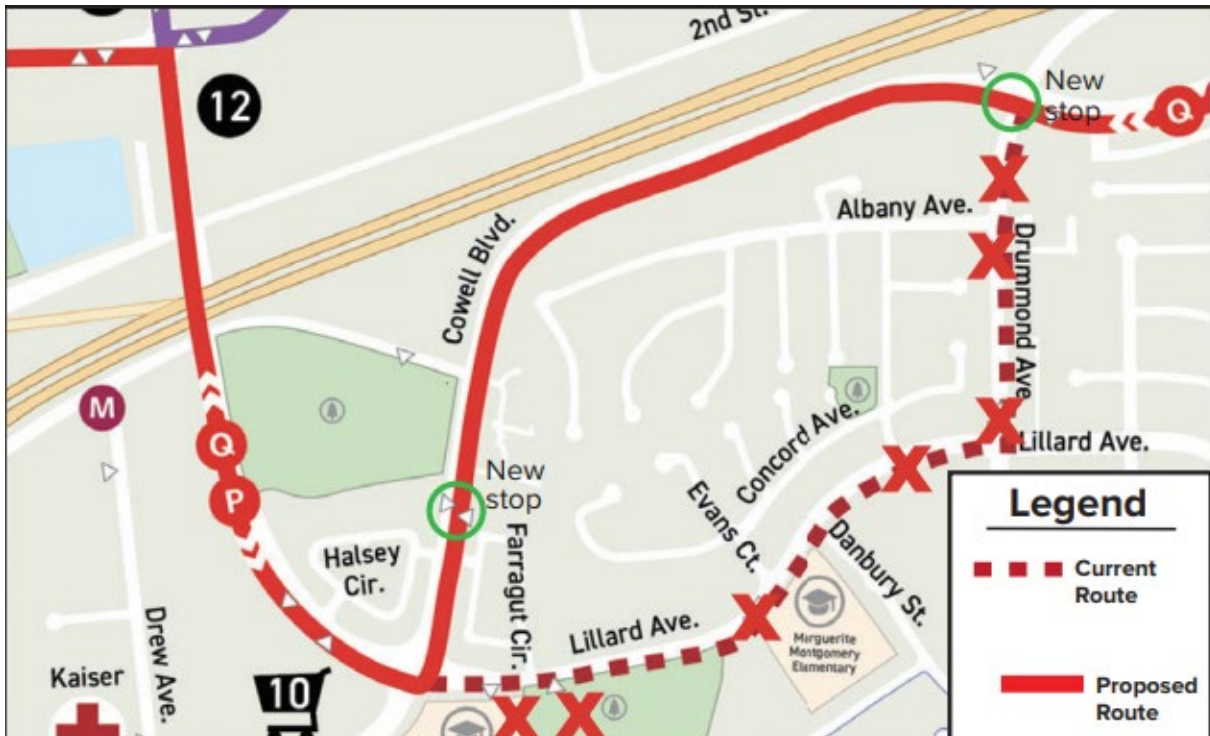 2nd St.
12
New
stop
Q
Albany Ave.
Cowell Blvd.
Drummond Ave
M
X
X
X
Lillard Ave.
X
Concord Ave.
Q
P
New
stop
Evans Ct.
Danbury St.
Farragut Cir.
Halsey
Cir.
X
Lillard Ave.
Mirguerite
Montgomery
Elementary
Drew Ave.
Kaiser
10
X
X
Legend
Current
Route
Proposed
Route